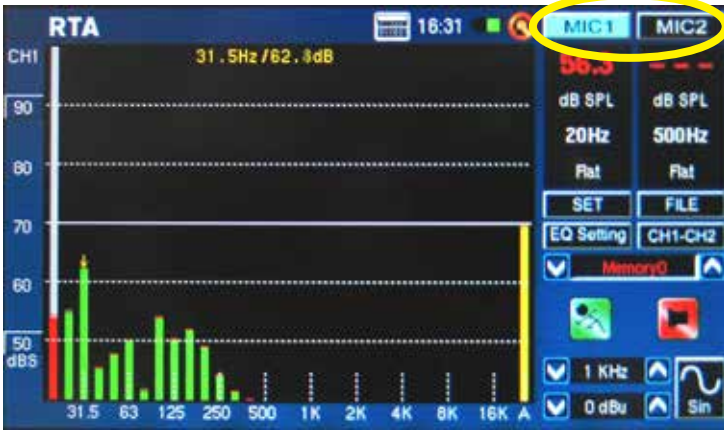 RTA 16:31 MIC1 MIC2
CH1 31.5Hz/62.8dB 56.3 - - -
dB SPL dB SPL
90
20Hz 500Hz
80 Flat Flat
SET FILE
70 EQ Setting CH1-CH2
Memory0
60
50
dBS
1 KHz
0 dBu Sin
31.5 63 125 250 500 1K 2K 4K 8K 16K A